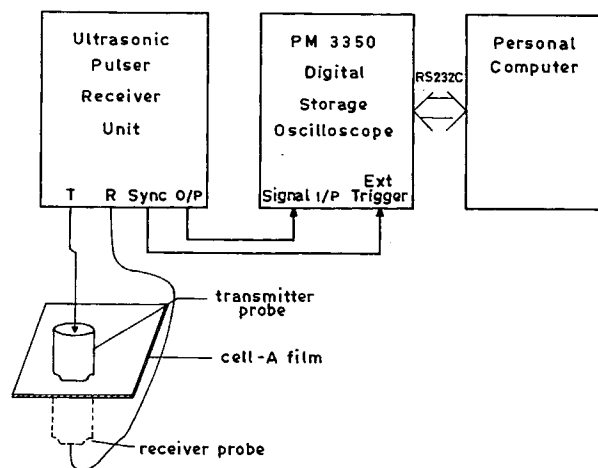 Ultrasonic
Pulser
Receiver
Unit
T R Sync O/P
PM 3350
Digital
Storage
Oscilloscope
Signal I/P
Ext
Trigger
RS232C
Personal
Computer
transmitter
probe
cell-A film
receiver probe